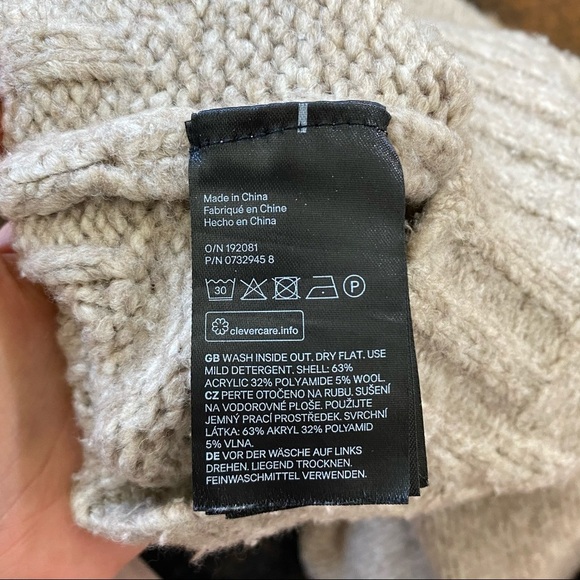 Made in China
Fabriqué en Chine
Hecho en China
O/N 192081
P/N 0732945 8
30 P
clevercare.info
GB WASH INSIDE OUT. DRY FLAT. USE
MILD DETERGENT. SHELL: 63%
ACRYLIC 32% POLYAMIDE 5% WOOL
CZ PERTE OTOČENO NA RUBU. SUŠENÍ
NA VODOROVNÉ PLOŠE. POUŽIJTE
JEMNÝ PRACÍ PROSTŘEDEK. SVRCHNÍ
LÁTKA: 63% AKRYL 32% POLYAMID
5% VLNA.
DE VOR DER WÄSCHE AUF LINKS
DREHEN. LIEGEND TROCKNEN.
FEINWASCHMITTEL VERWENDEN.